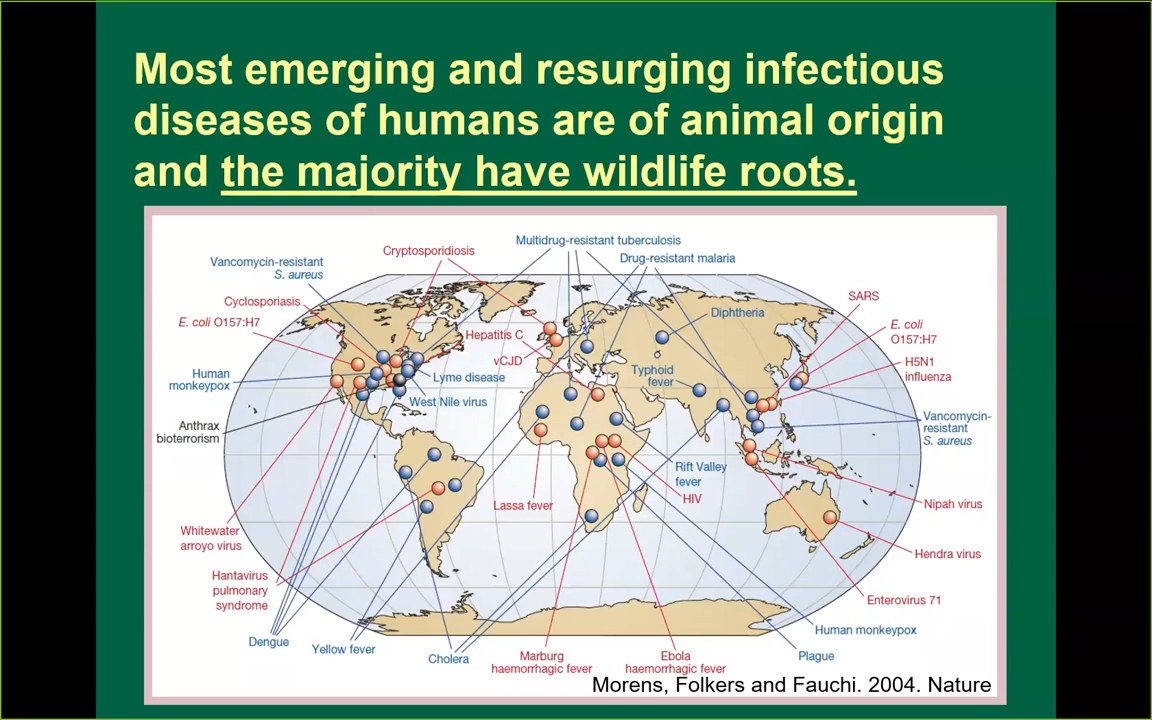 Most emerging and resurging infectious
diseases of humans are of animal origin
and the majority have wildlife roots.
Multidrug-resistant tuberculosis
Cryptosporidiosis
Drug-resistant malaria
Vancomycin-resistant
S. aureus
SARS
Cyclosporiasis
Diphtheria
E. coli O157:H7
E. coli
O157:H7
Hepatitis C
vCJD
H5N1
influenza
Typhoid
fever
Human
monkeypox
Lyme disease
West Nile virus
Vancomycin-
resistant
S. aureus
Anthrax
bioterrorism
Rift Valley
fever
HIV
Lassa fever
Nipah virus
Whitewater
arroyo virus
Hendra virus
Hantavirus
pulmonary
syndrome
Enterovirus 71
Human monkeypox
Dengue
Yellow fever
Cholera
Marburg
haemorrhagic fever
Ebola
haemorrhagic fever
Plague
Morens, Folkers and Fauchi. 2004. Nature